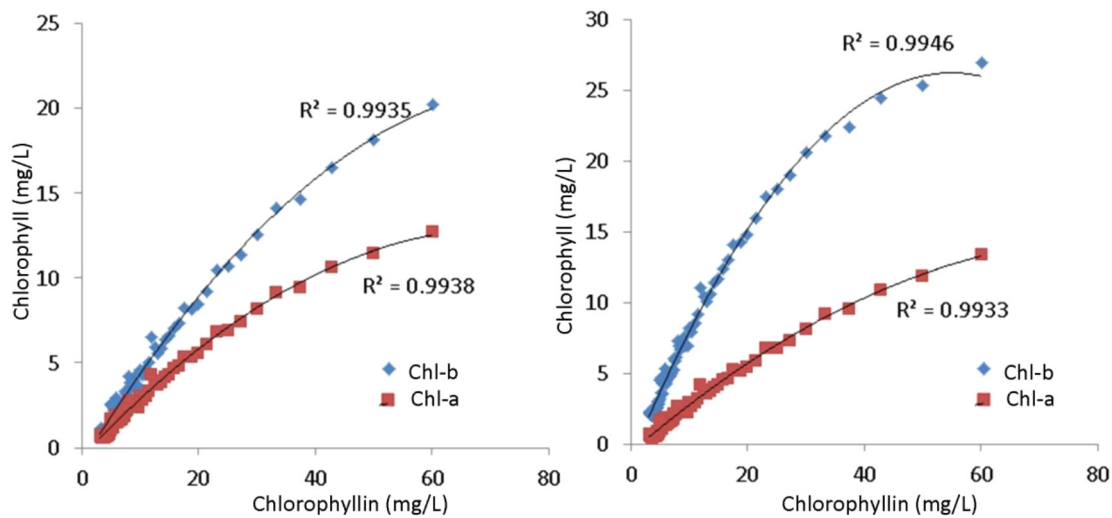 Chlorophyll (mg/L)
25
20
15
10
5
0
R² = 0.9935
R² = 0.9938
Chl-b
Chl-a
0 20 40 60 80
Chlorophyllin (mg/L)
Chlorophyll (mg/L)
30
25
20
15
10
5
0
R² = 0.9946
R² = 0.9933
Chl-b
Chl-a
0 20 40 60 80
Chlorophyllin (mg/L)